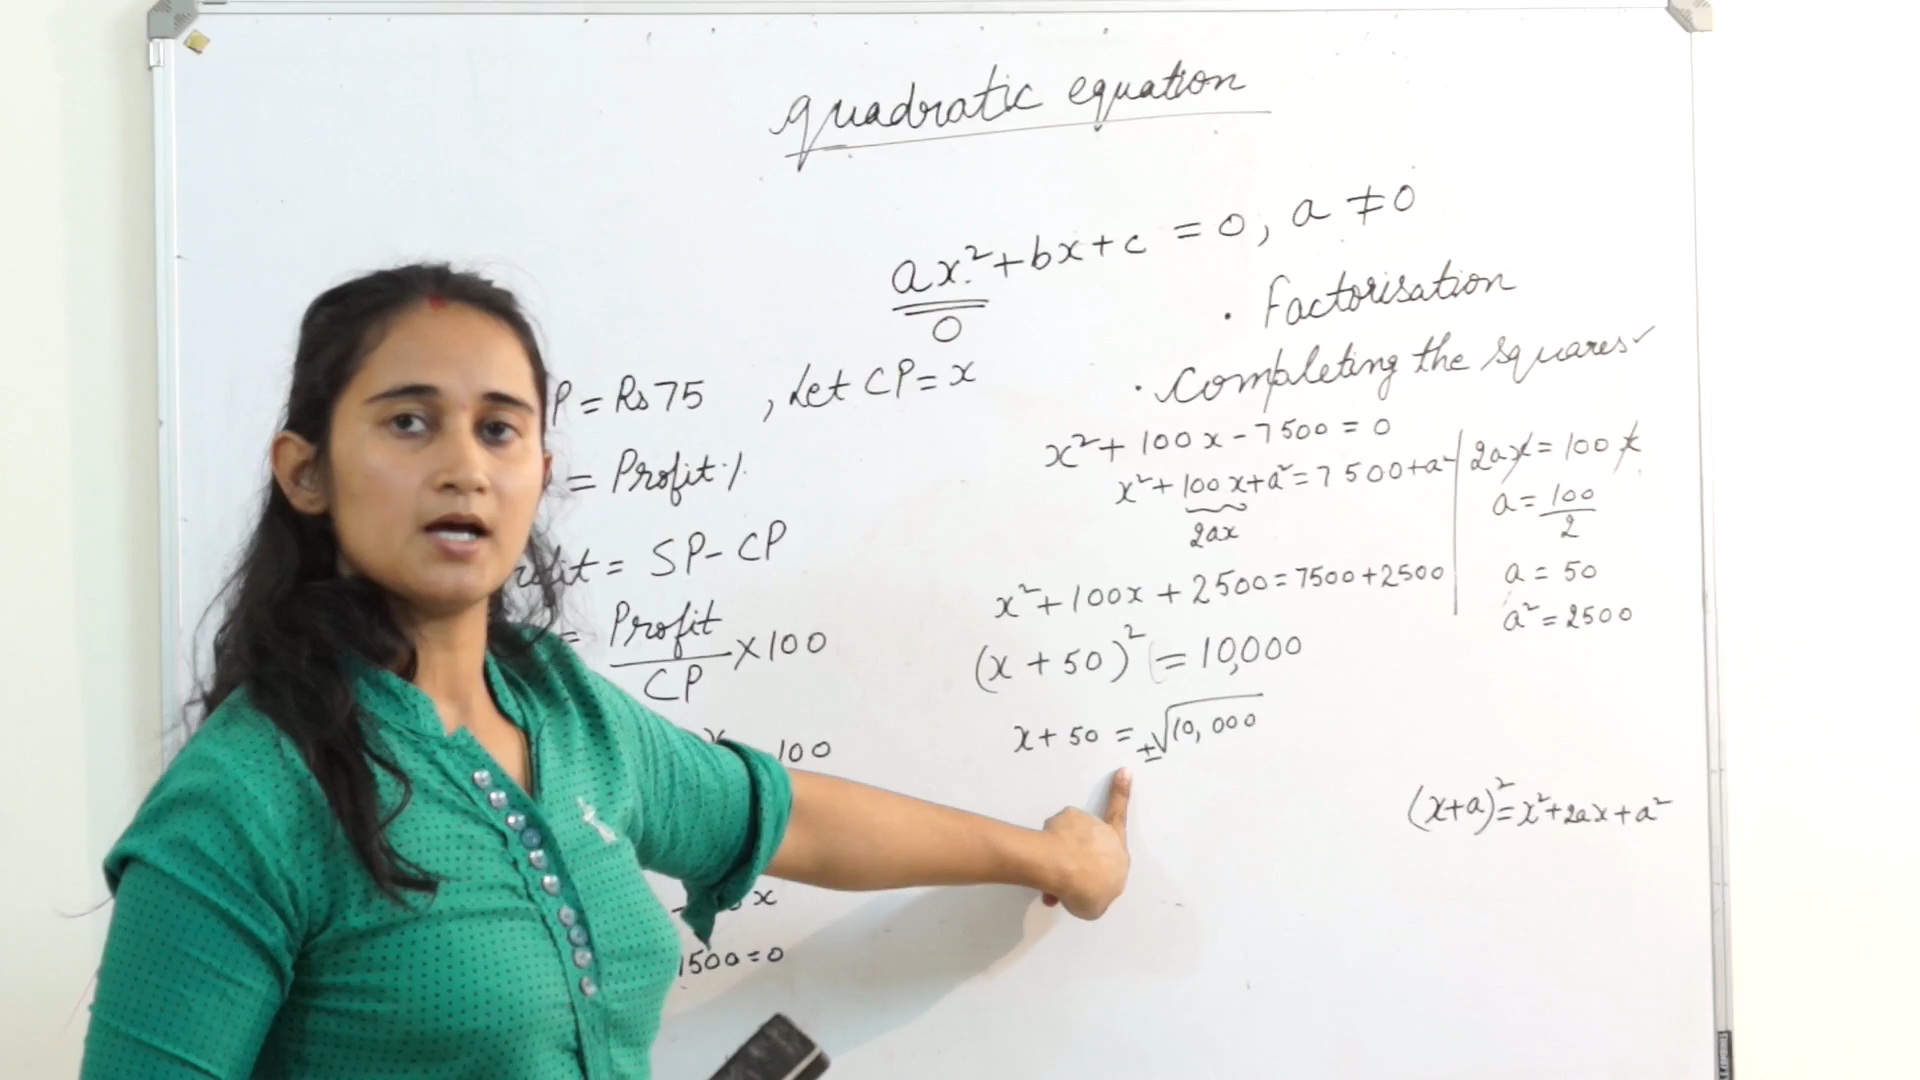 quadratic equation
ax²+bx+c = 0, a ≠ 0
0
• Factorisation
• Completing the squares ✓
P = Rs 75 , Let CP = x
= Profit %
ofit = SP - CP
= Profit/CP × 100
100
x
1500 = 0
x² + 100x - 7500 = 0
x² + 100x + a² = 7500 + a²
2ax
x² + 100x + 2500 = 7500 + 2500
(x + 50)² = 10,000
x + 50 = ±√10,000
2ax = 100x
a = 100/2
a = 50
a² = 2500
(x+a)² = x² + 2ax + a²